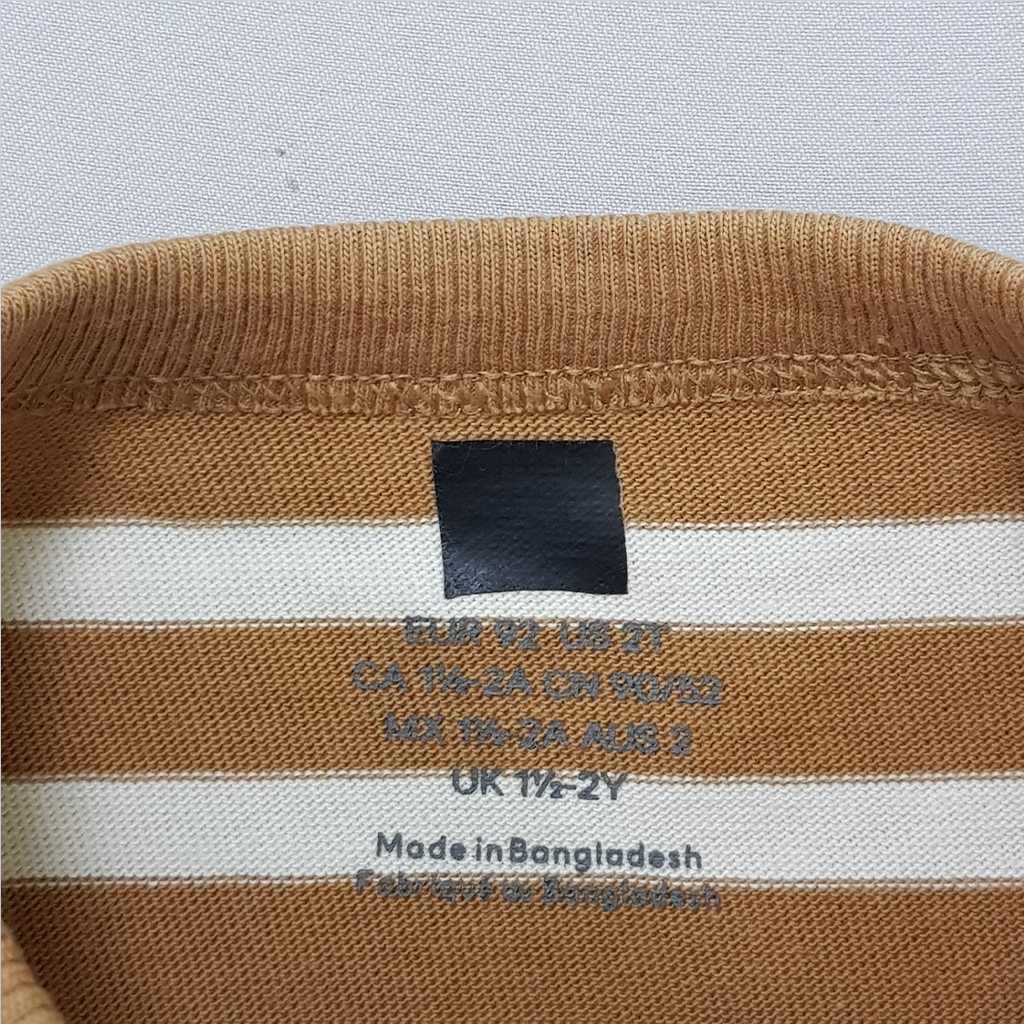 EUR 92 US 2T
CA 1½-2A CN 90/52
MX 1½-2A AUS 2
UK 1½-2Y
Made in Bangladesh
Fabriqué au Bangladesh